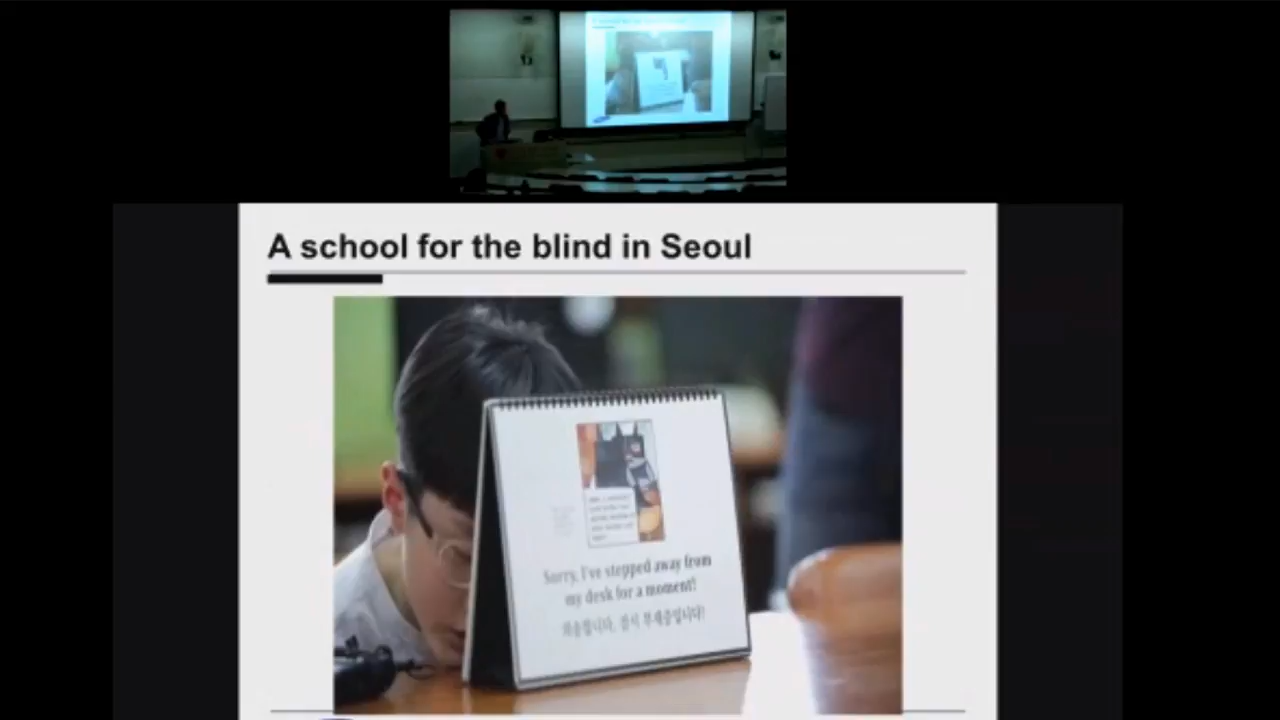 A school for the blind in Seoul
Sorry, I've stepped away from
my desk for a moment!
죄송합니다, 잠시 부재중입니다!